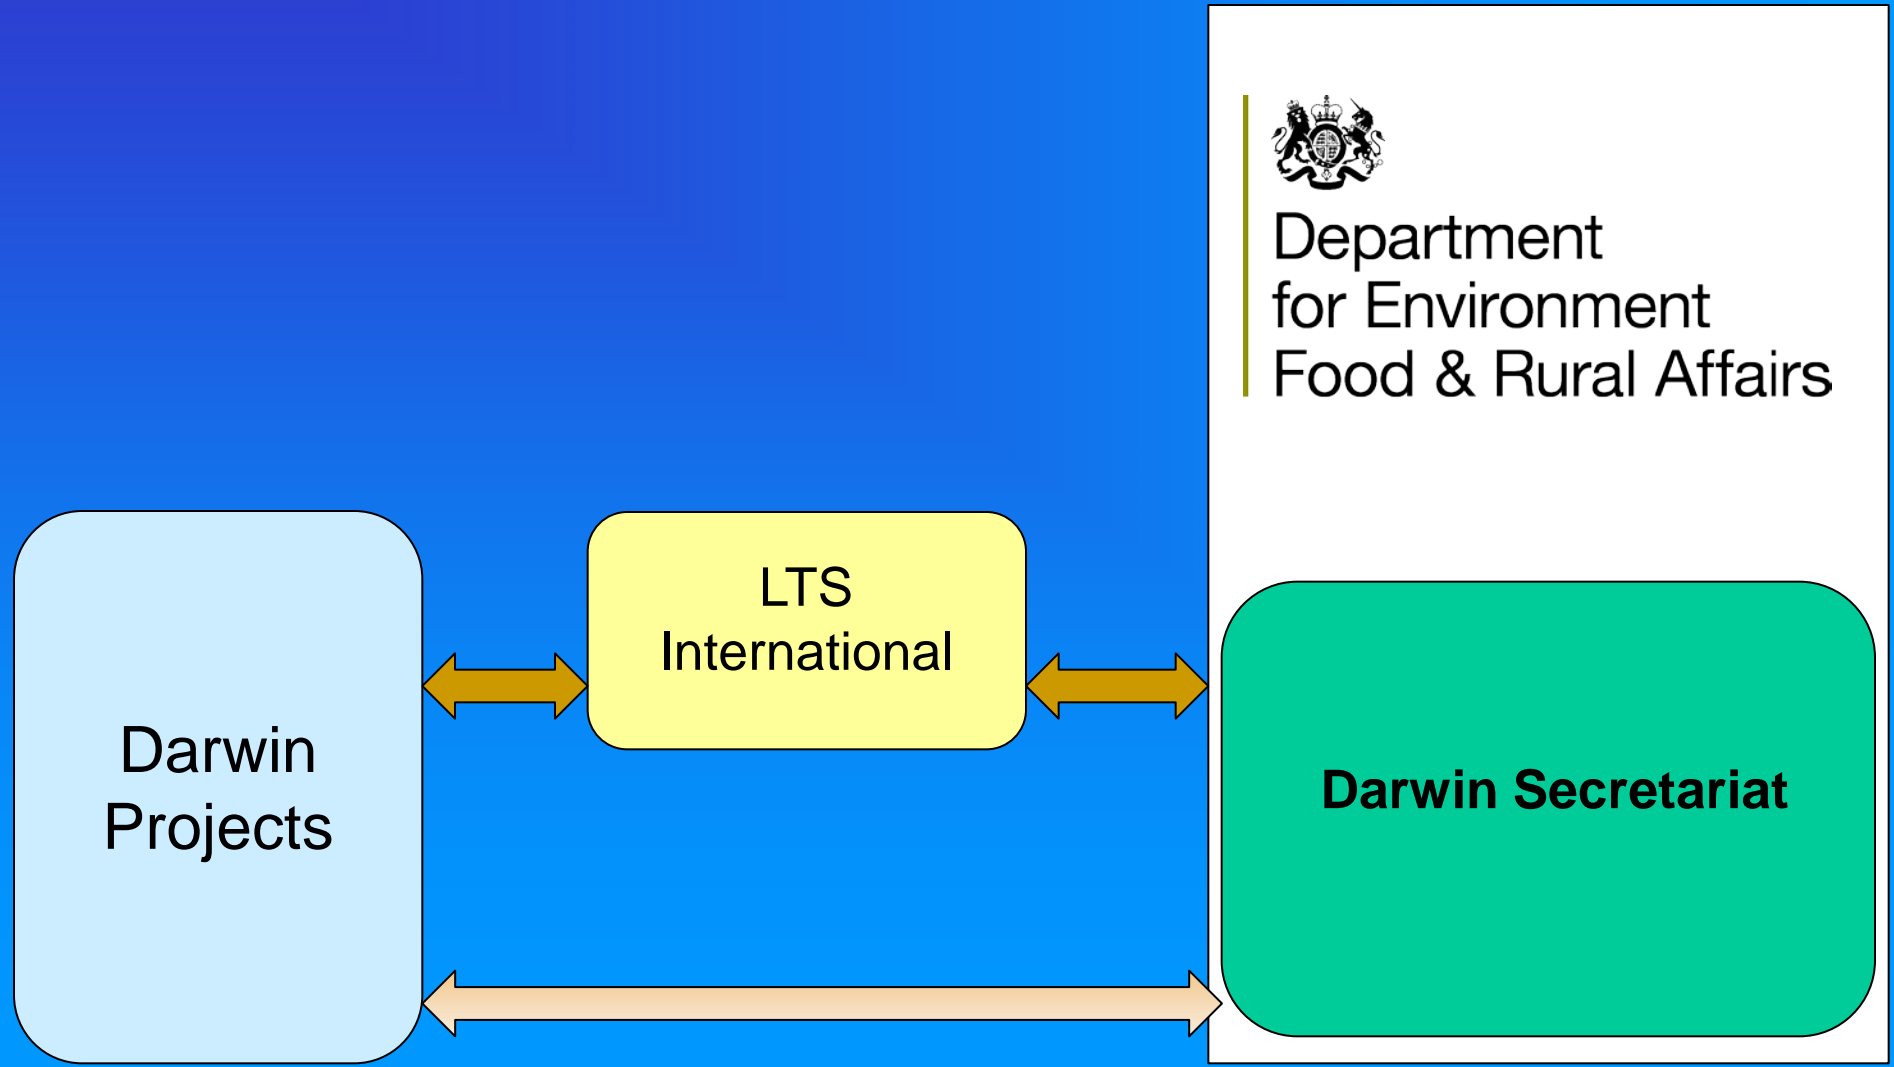 Department
for Environment
Food & Rural Affairs
LTS
International
Darwin
Projects
Darwin Secretariat